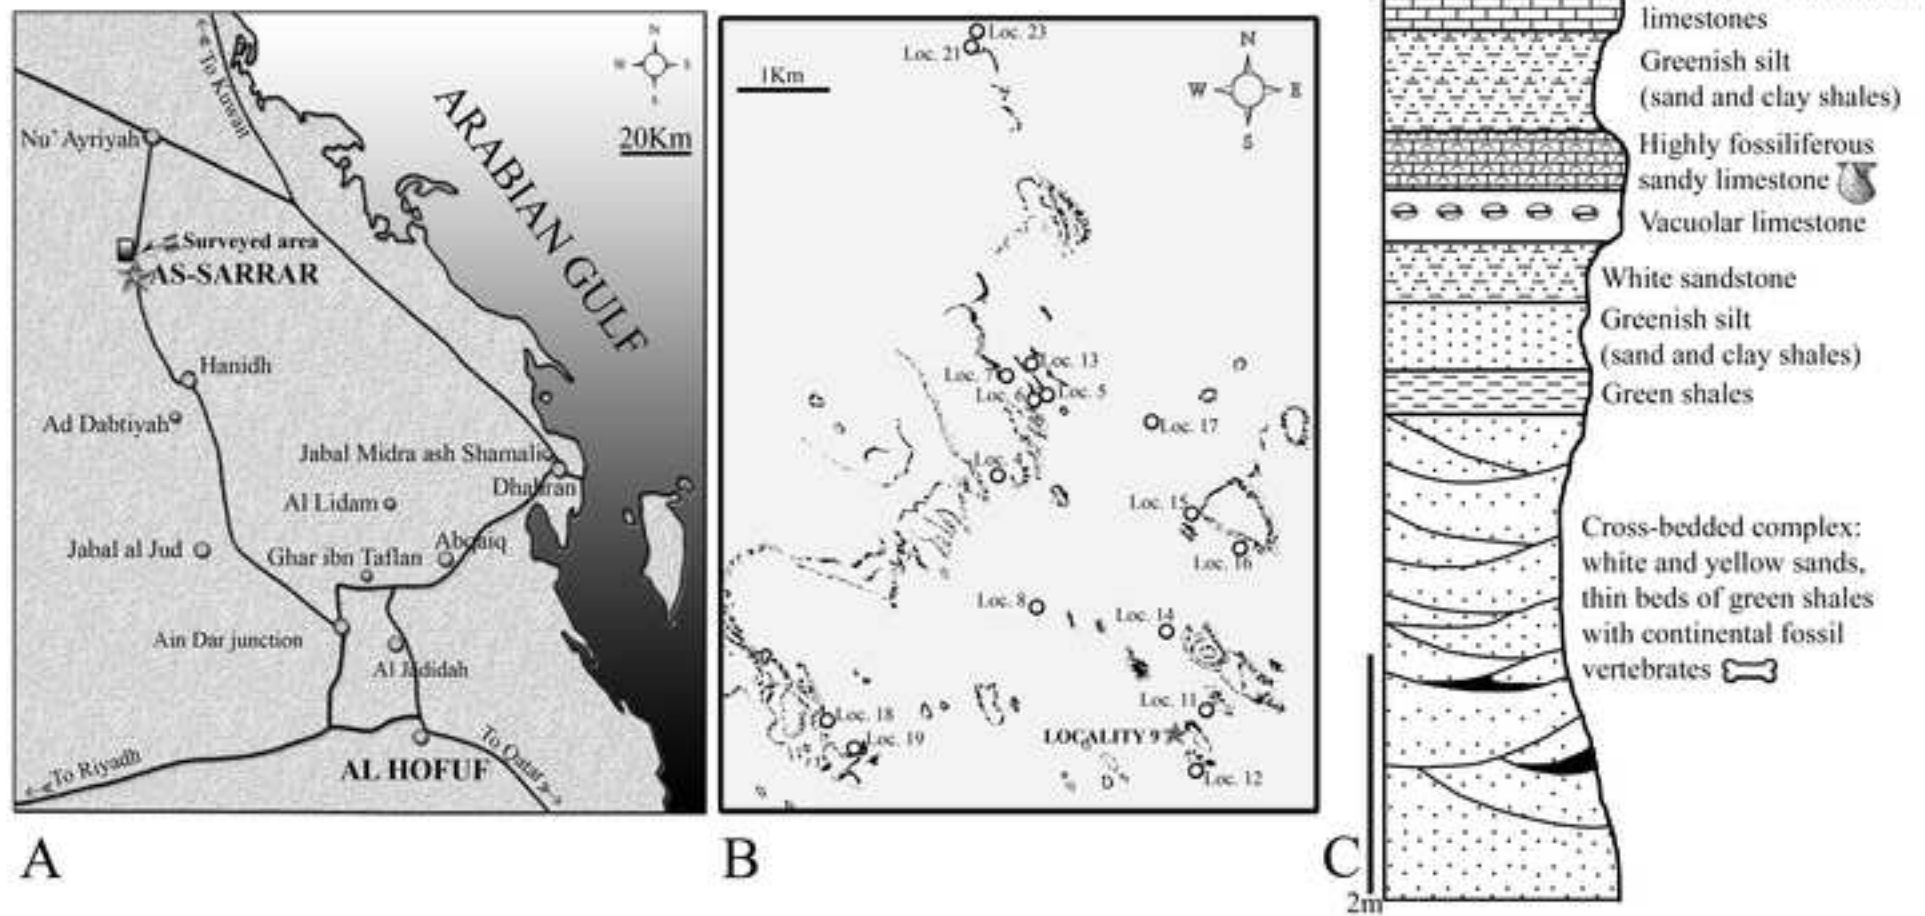 To Kuwait
N
W
E
S
20Km
ARABIAN GULF
Nu' Ayriyah
Surveyed area
AS-SARRAR
Hanidh
Ad Dabtiyah
Jabal Midra ash Shamali
Dhahran
Al Lidam
Abqaiq
Jabal al Jud
Ghar ibn Taflan
Ain Dar junction
Al Jadidah
To Riyadh
AL HOFUF
To Qatar
A
Loc. 23
Loc. 21
1Km
N
W
E
S
Loc. 13
Loc. 7
Loc. 6
Loc. 5
Loc. 17
Loc. 4
Loc. 15
Loc. 16
Loc. 8
Loc. 14
Loc. 11
Loc. 18
Loc. 19
LOCALITY 9
Loc. 12
B
limestones
Greenish silt
(sand and clay shales)
Highly fossiliferous
sandy limestone
Vacuolar limestone
White sandstone
Greenish silt
(sand and clay shales)
Green shales
Cross-bedded complex:
white and yellow sands,
thin beds of green shales
with continental fossil
vertebrates
C
2m